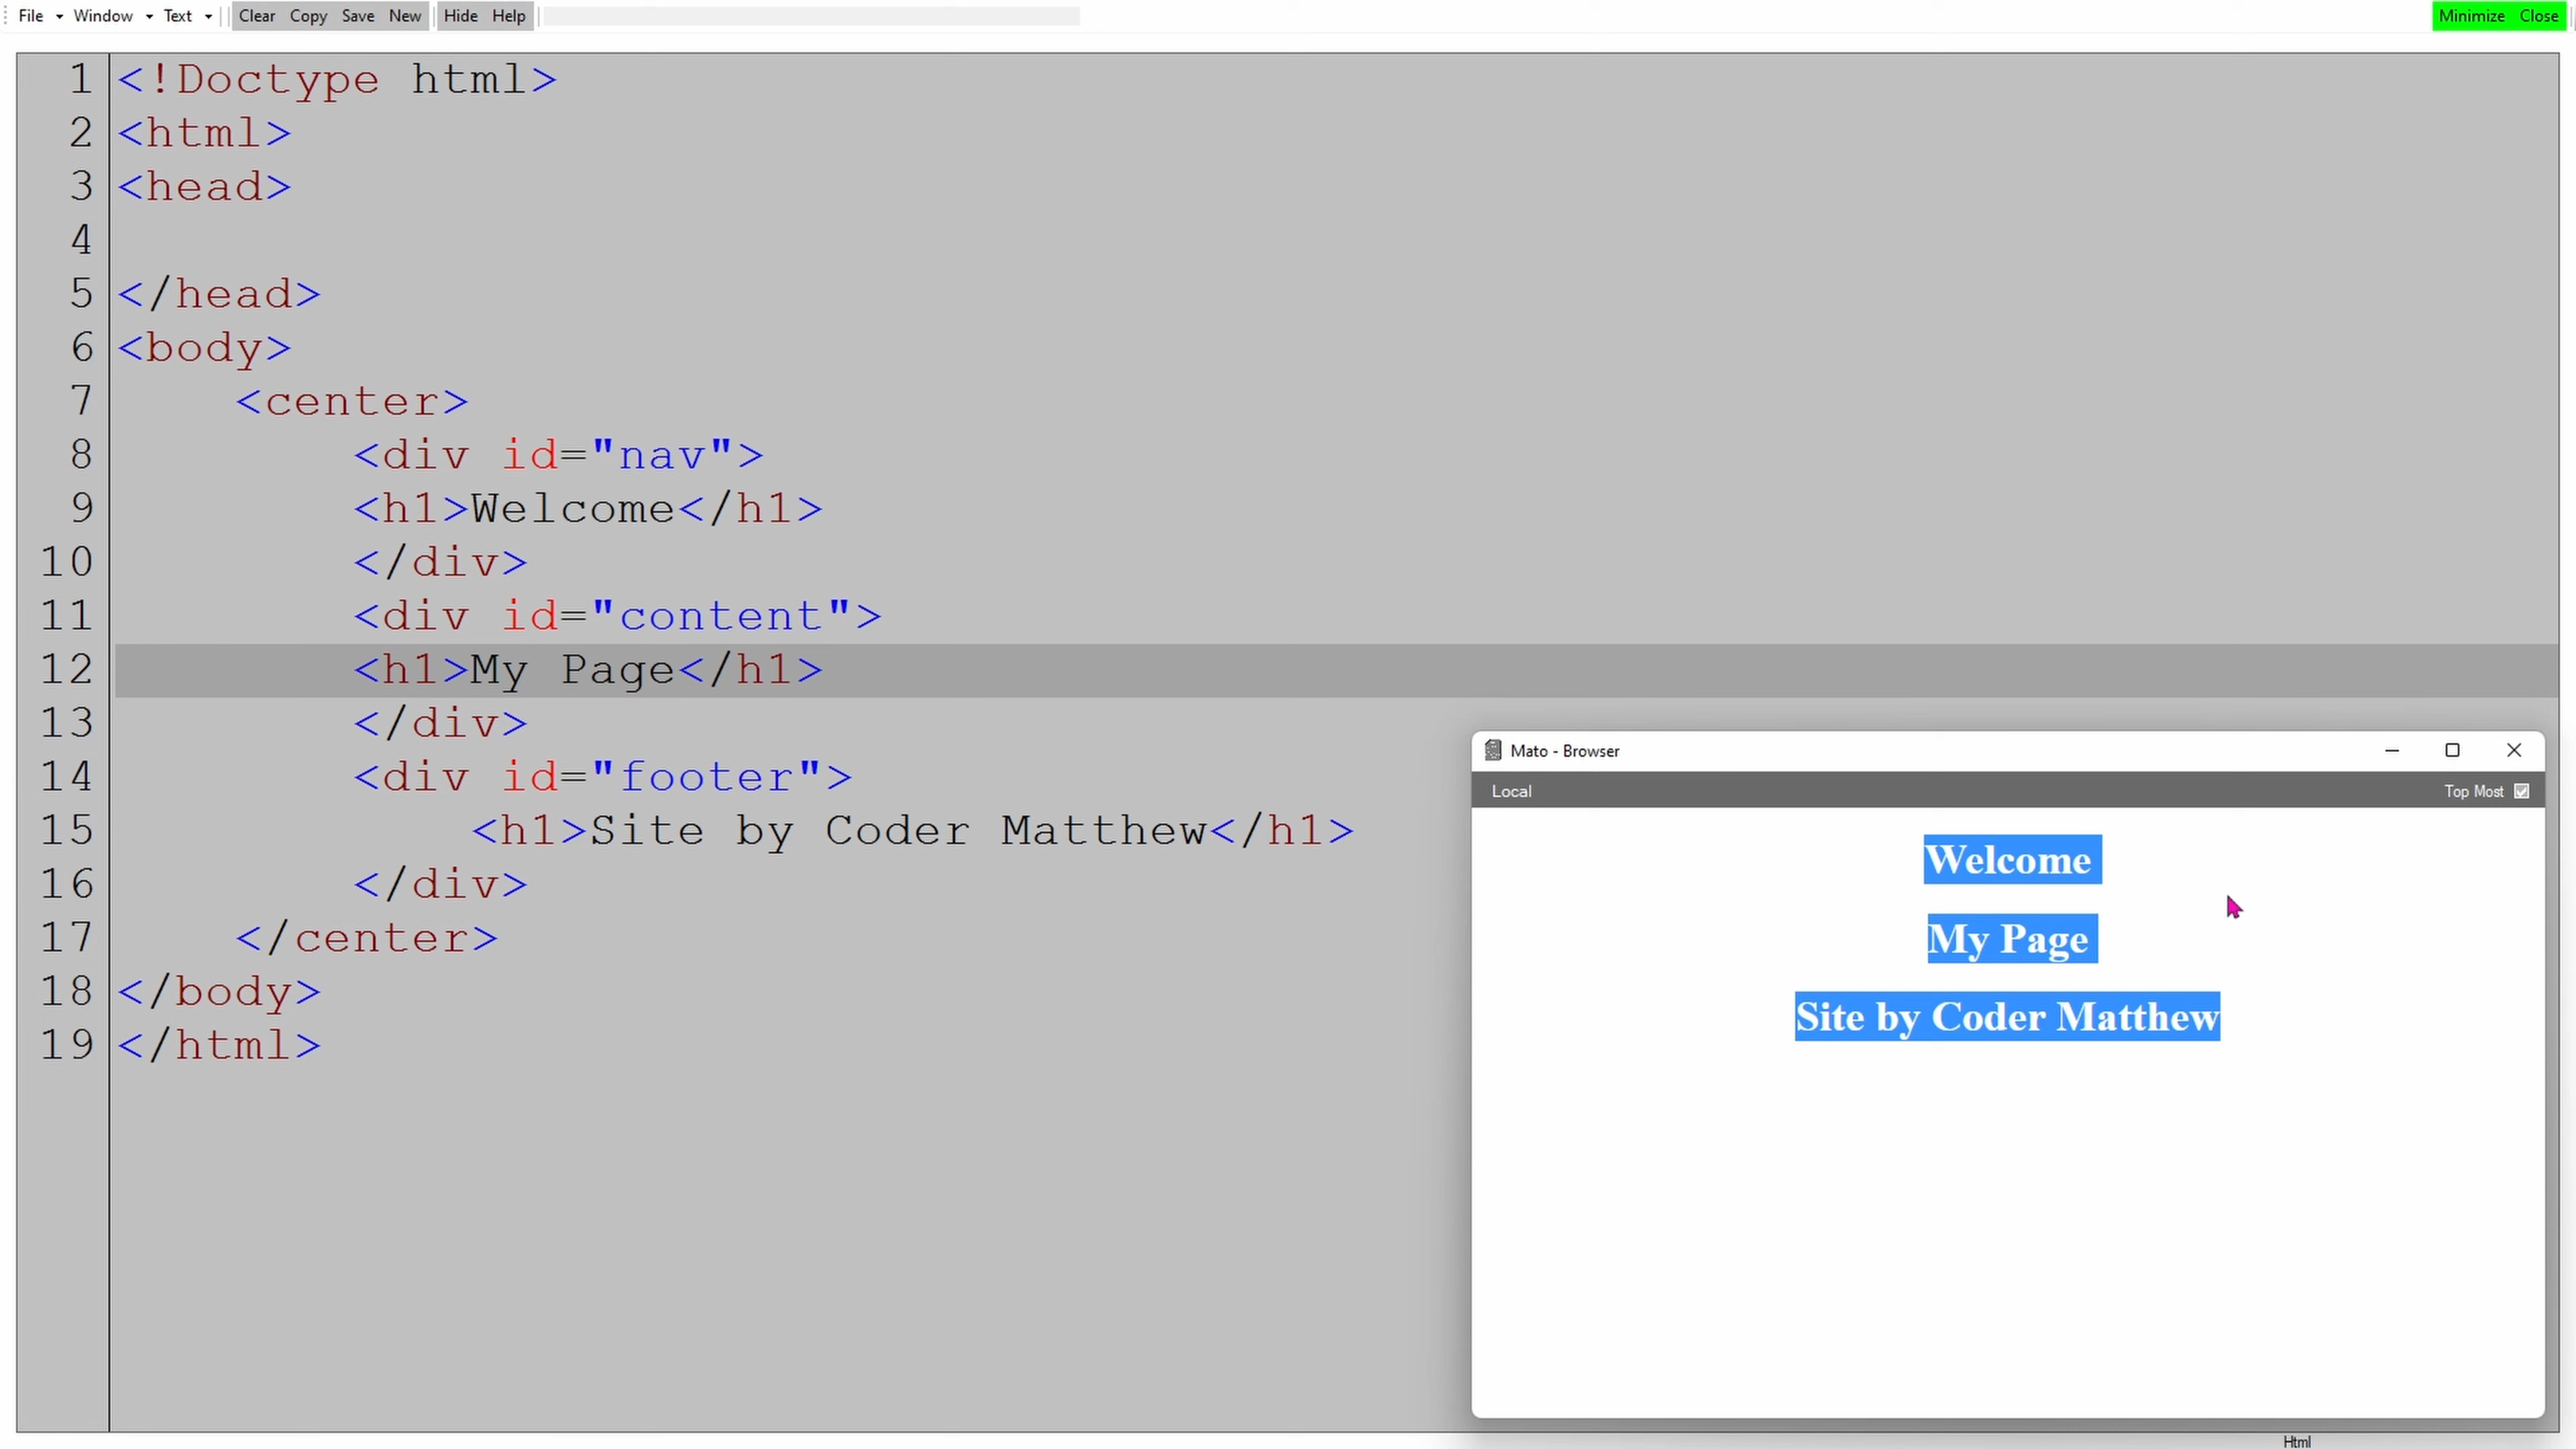 File Window Text Clear Copy Save New Hide Help Minimize Close
1 <!Doctype html>
2 <html>
3 <head>
4
5 </head>
6 <body>
7 <center>
8 <div id="nav">
9 <h1>Welcome</h1>
10 </div>
11 <div id="content">
12 <h1>My Page</h1>
13 </div>
14 <div id="footer">
15 <h1>Site by Coder Matthew</h1>
16 </div>
17 </center>
18 </body>
19 </html>
Mato - Browser
Local Top Most
Welcome
My Page
Site by Coder Matthew
Html